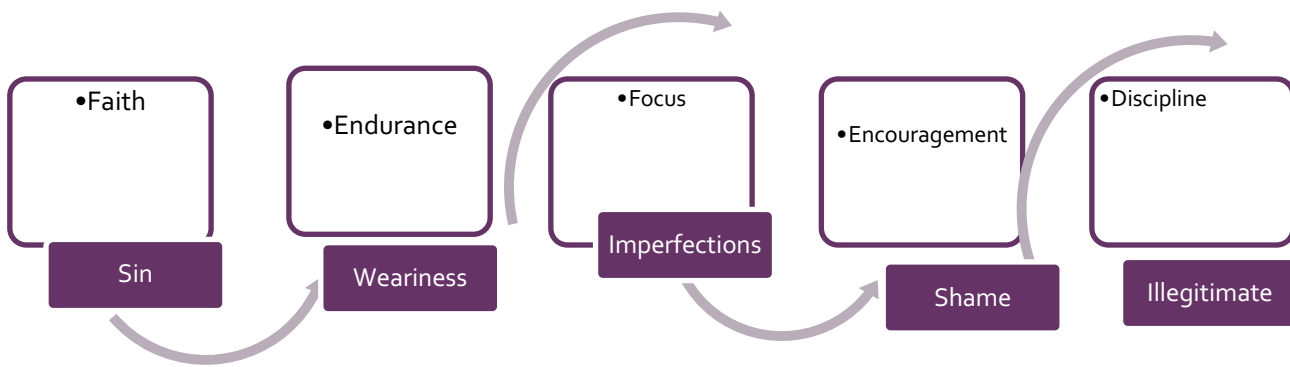 •Faith
Sin
•Endurance
Weariness
•Focus
Imperfections
•Encouragement
Shame
•Discipline
Illegitimate